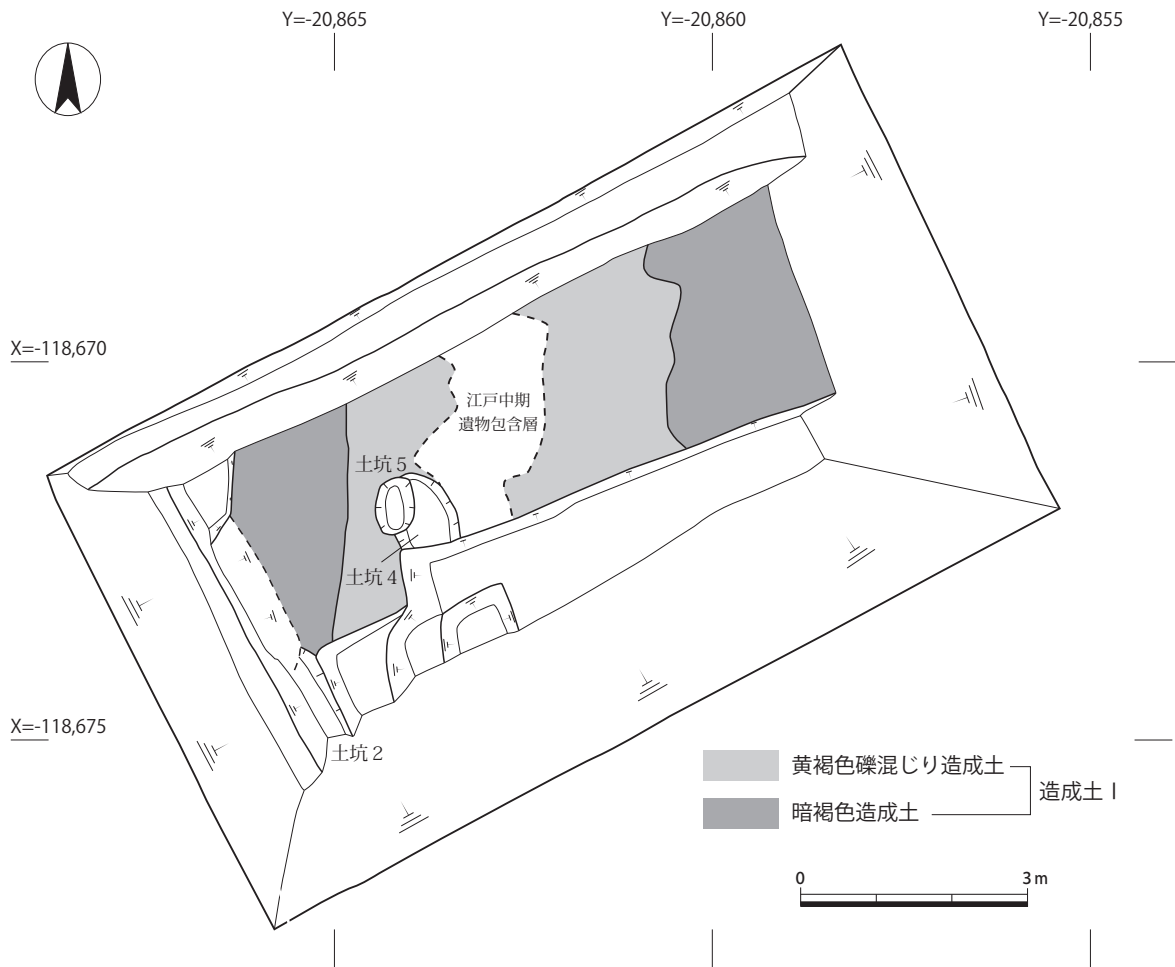 Y=-20,865
Y=-20,860
Y=-20,855
X=-118,670
江戸中期
遺物包含層
土坑5
土坑4
X=-118,675
土坑2
黄褐色礫混じり造成土
暗褐色造成土
造成土Ⅰ
0
3 m